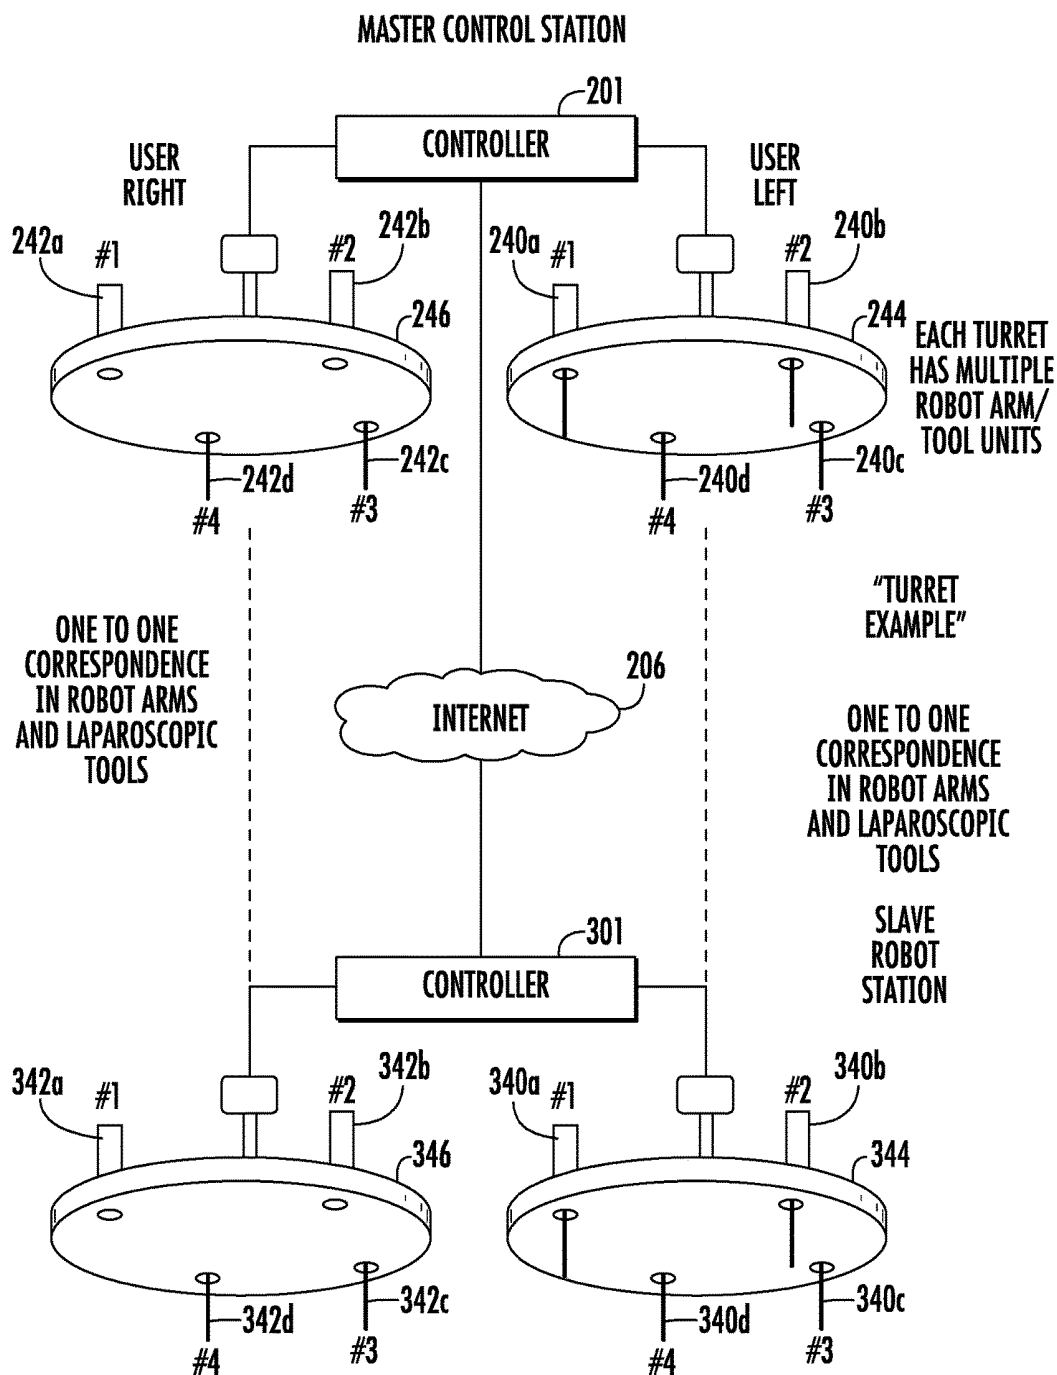 MASTER CONTROL STATION
201
CONTROLLER
USER
RIGHT
USER
LEFT
242a
#1
#2
242b
240a
#1
#2
240b
246
244
EACH TURRET
HAS MULTIPLE
ROBOT ARM/
TOOL UNITS
242d
242c
#4
#3
240d
240c
#4
#3
"TURRET
EXAMPLE"
ONE TO ONE
CORRESPONDENCE
IN ROBOT ARMS
AND LAPAROSCOPIC
TOOLS
206
INTERNET
ONE TO ONE
CORRESPONDENCE
IN ROBOT ARMS
AND LAPAROSCOPIC
TOOLS
SLAVE
ROBOT
STATION
301
CONTROLLER
342a
#1
#2
342b
340a
#1
#2
340b
346
344
342d
342c
#4
#3
340d
340c
#4
#3